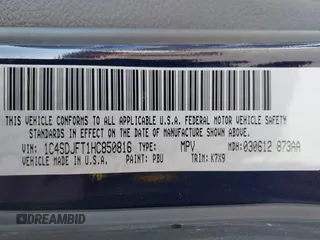 THIS VEHICLE CONFORMS TO ALL APPLICABLE U.S.A. FEDERAL MOTOR VEHICLE SAFETY
STANDARDS IN EFFECT ON THE DATE OF MANUFACTURE SHOWN ABOVE.
VIN: 1C4SDJFT1HC850816 TYPE: MPV MDH: 030612 873AA
MADE IN U.S.A. PAINT: PBU TRIM: K7X9
DREAMBID